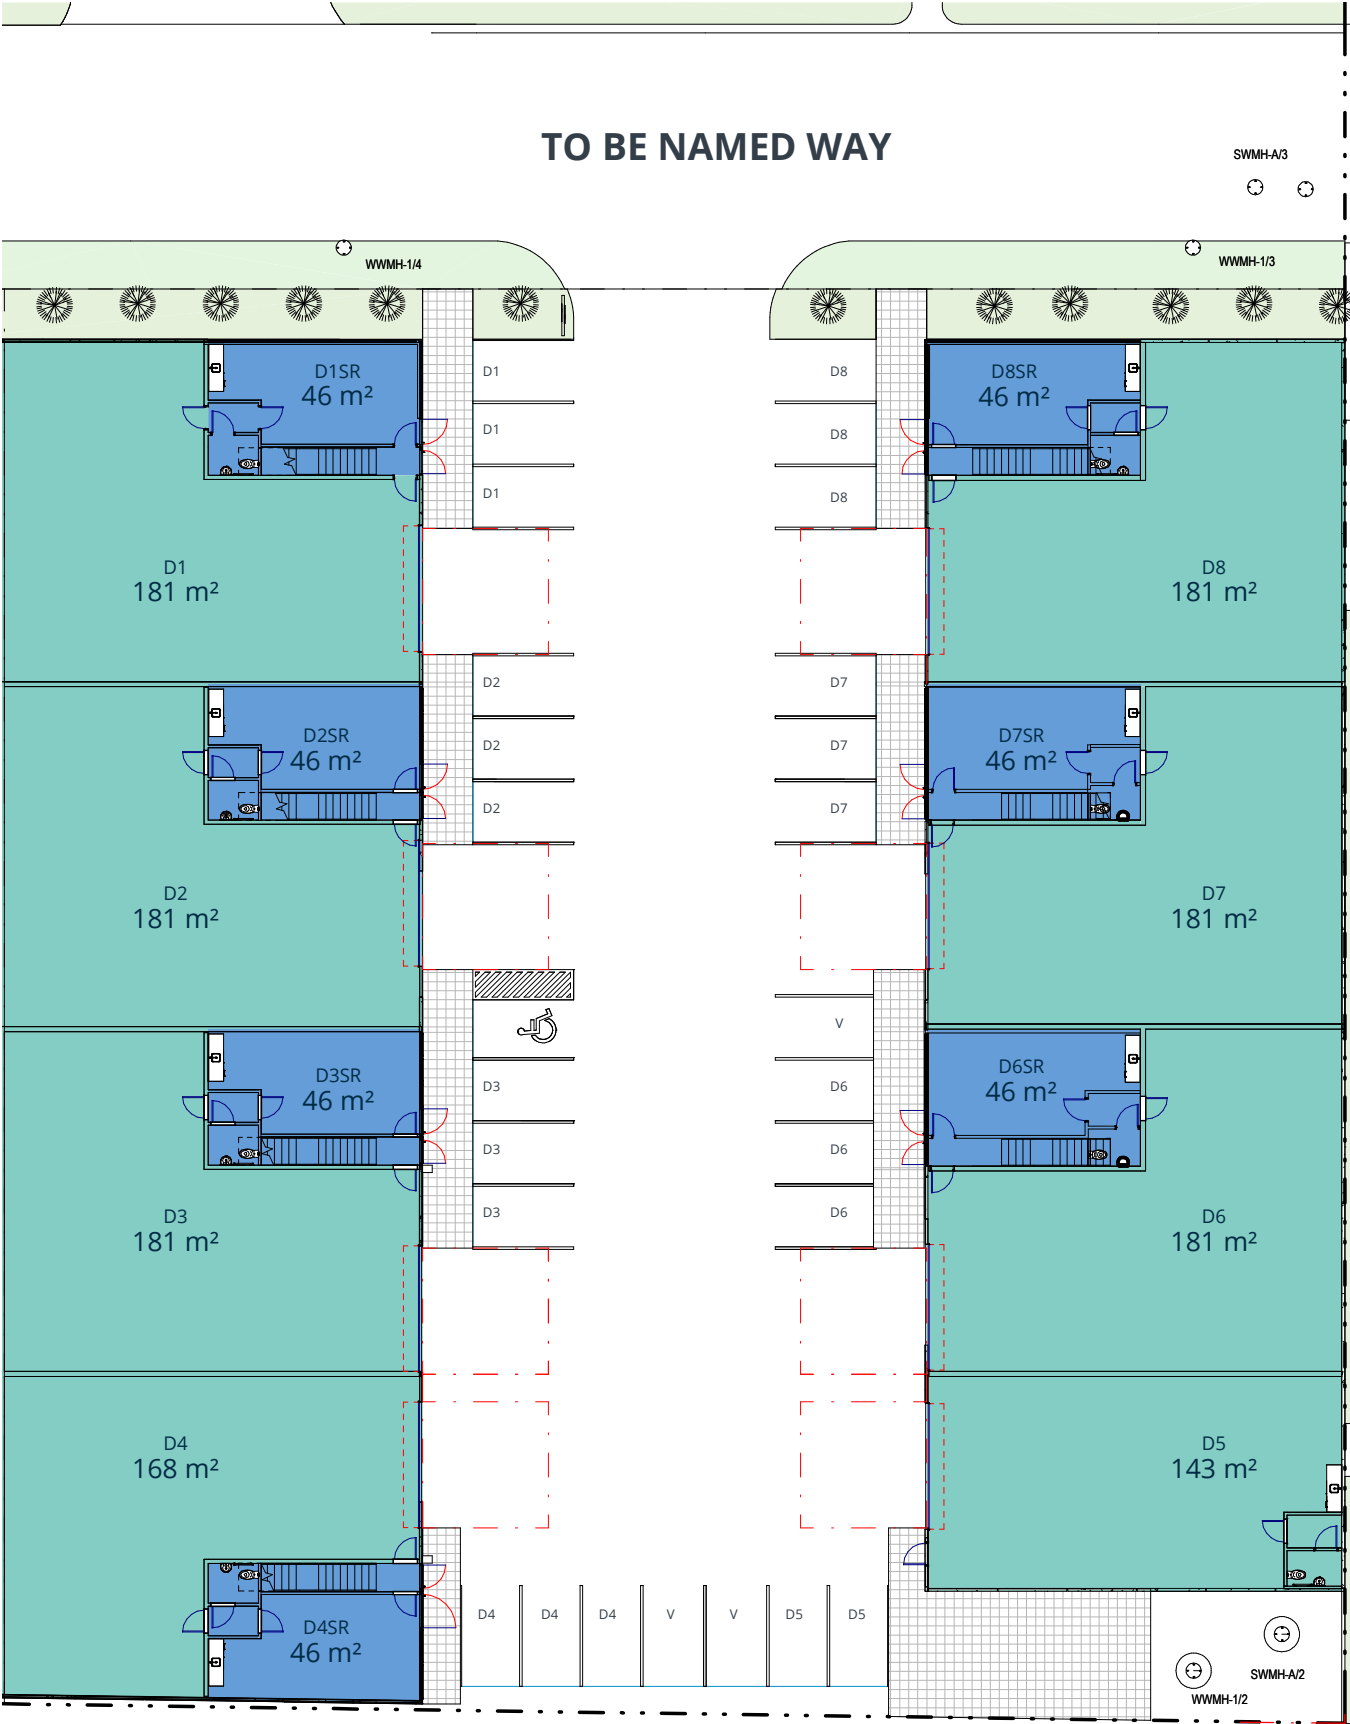 TO BE NAMED WAY
SWMH-A/3
WWMH-1/4
WWMH-1/3
D1SR
46 m²
D1
D8
D8SR
46 m²
D1
D8
D1
D8
D1
181 m²
D8
181 m²
D2
D7
D2SR
46 m²
D2
D7
D7SR
46 m²
D2
D7
D2
181 m²
D7
181 m²
V
D3SR
46 m²
D3
D6
D6SR
46 m²
D3
D6
D3
D6
D3
181 m²
D6
181 m²
D4
168 m²
D5
143 m²
D4
D4
D4
V
V
D5
D5
D4SR
46 m²
SWMH-A/2
WWMH-1/2